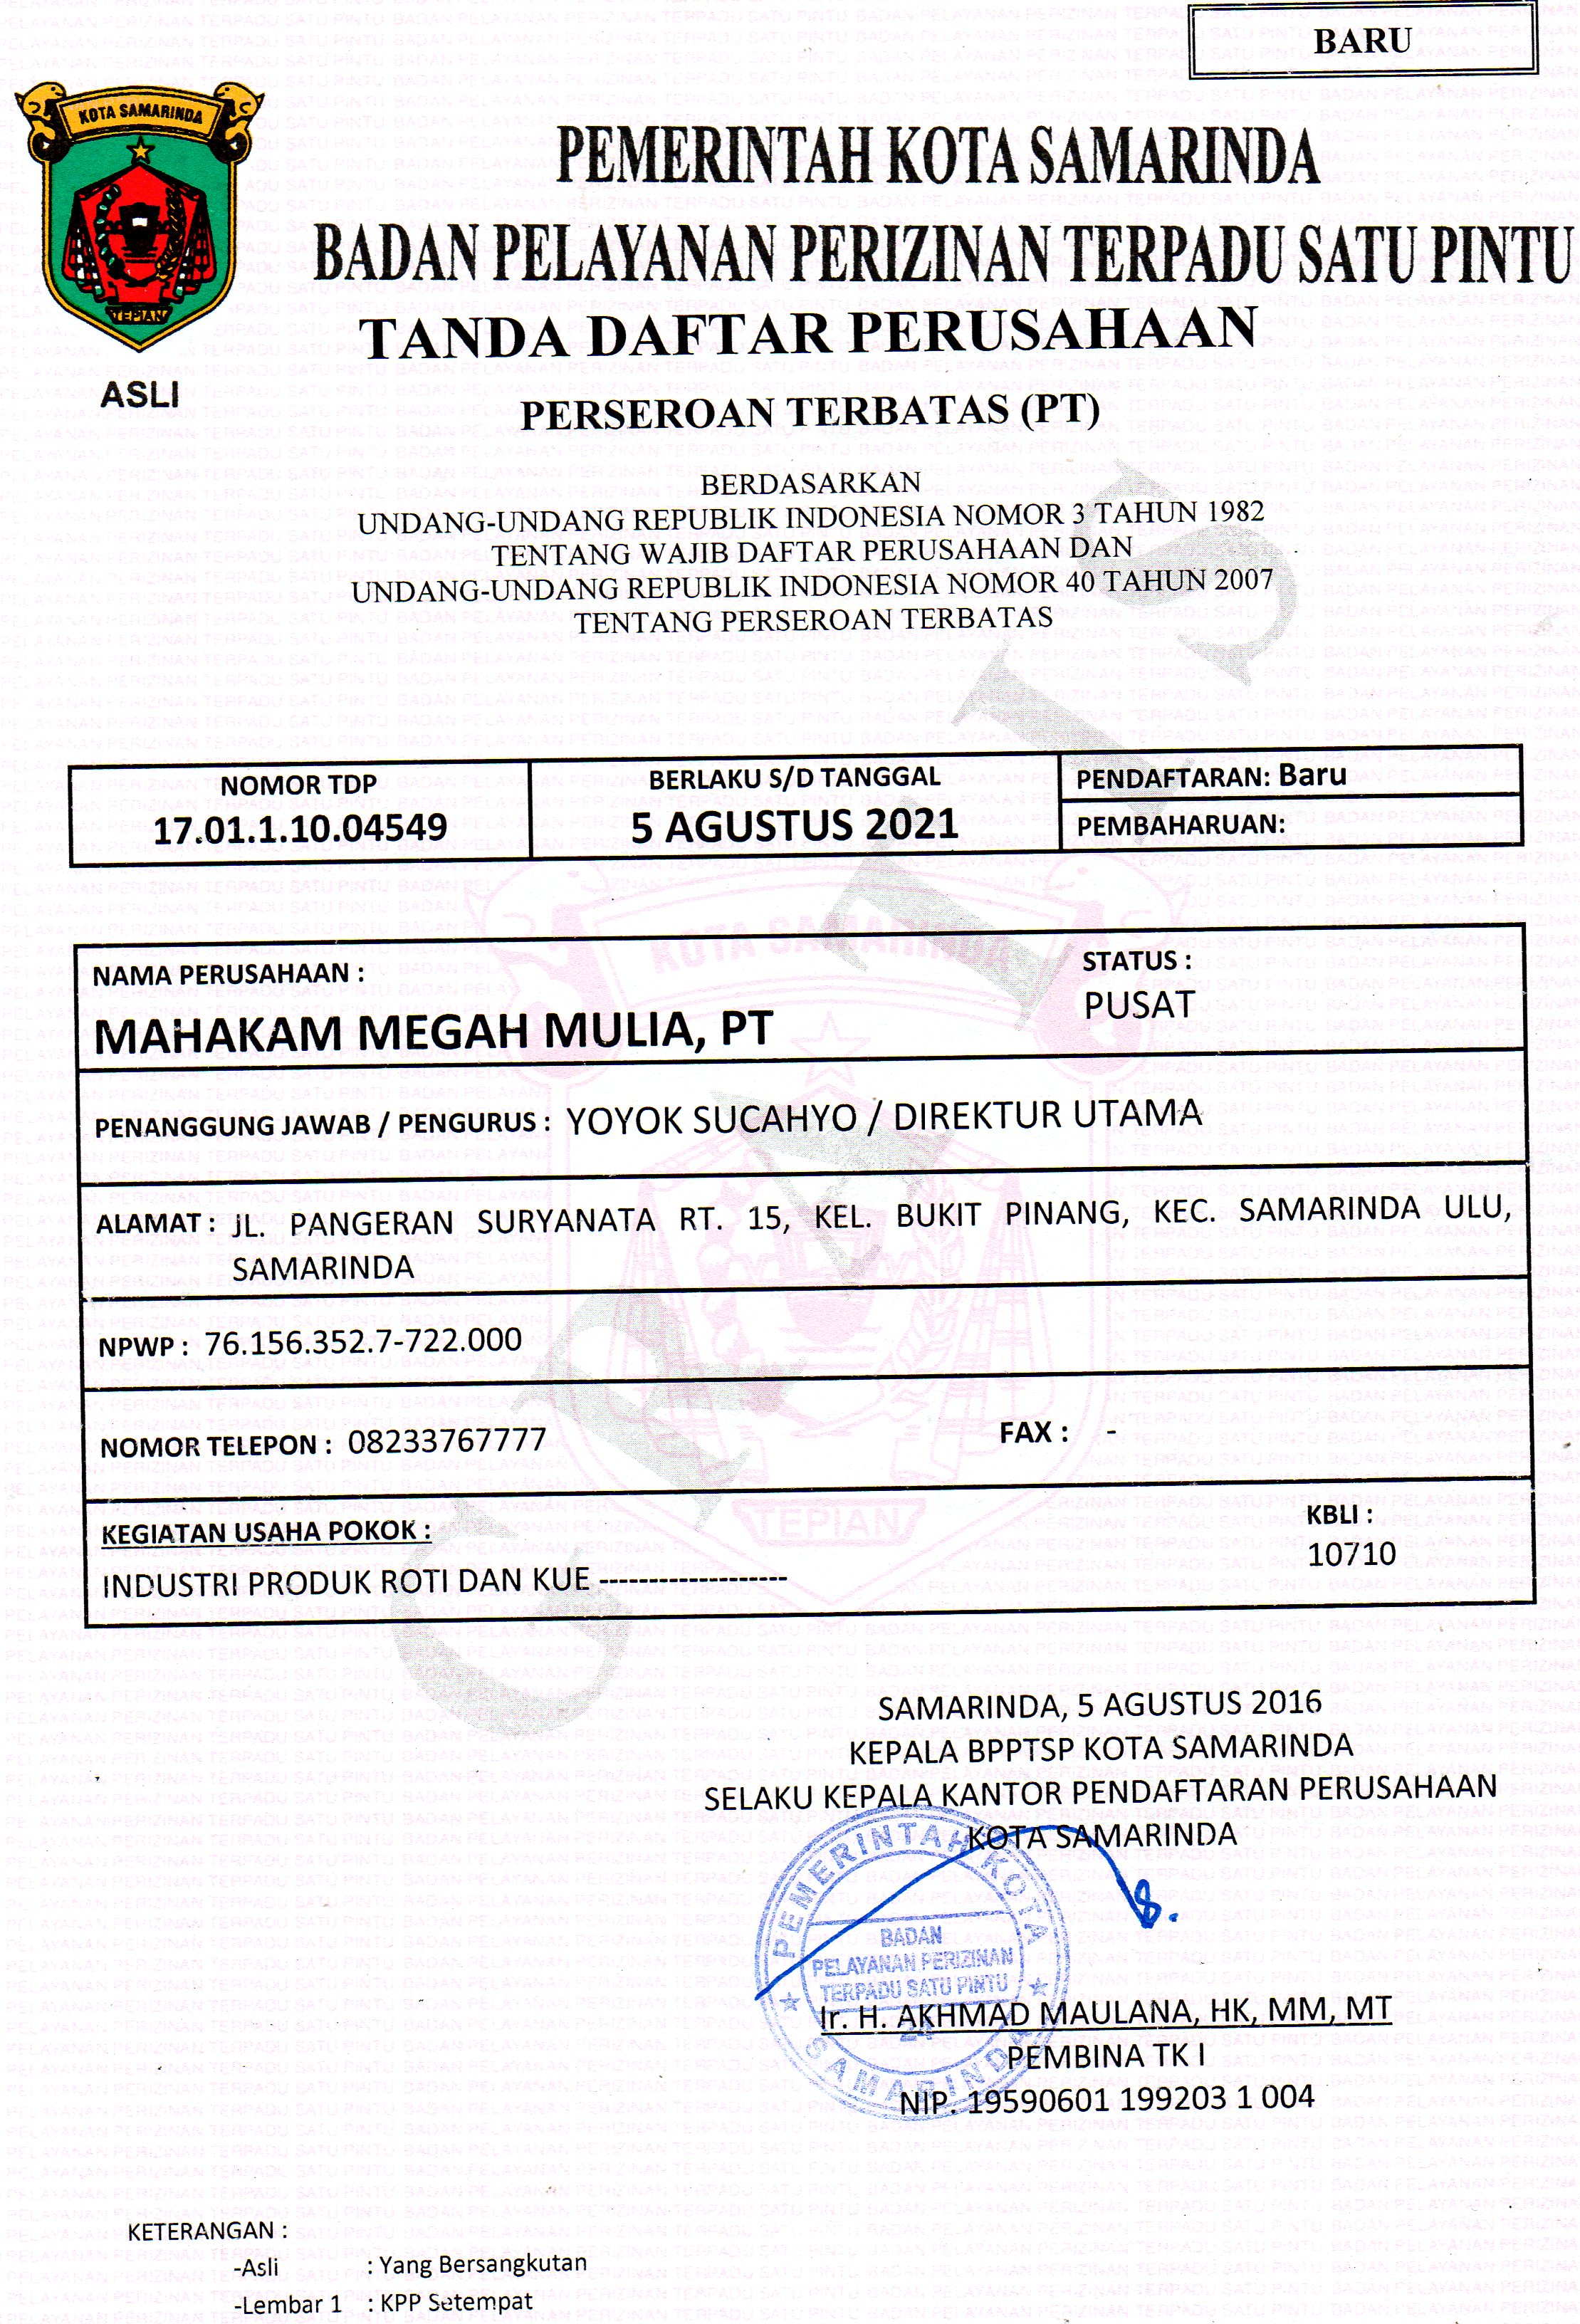 BARU
KOTA SAMARINDA
TEPIAN
ASLI
PEMERINTAH KOTA SAMARINDA
BADAN PELAYANAN PERIZINAN TERPADU SATU PINTU
TANDA DAFTAR PERUSAHAAN
PERSEROAN TERBATAS (PT)
BERDASARKAN
UNDANG-UNDANG REPUBLIK INDONESIA NOMOR 3 TAHUN 1982
TENTANG WAJIB DAFTAR PERUSAHAAN DAN
UNDANG-UNDANG REPUBLIK INDONESIA NOMOR 40 TAHUN 2007
TENTANG PERSEROAN TERBATAS
GRATIS
NOMOR TDP
17.01.1.10.04549
BERLAKU S/D TANGGAL
5 AGUSTUS 2021
PENDAFTARAN: Baru
PEMBAHARUAN:
KOTA SAMARINDA
NAMA PERUSAHAAN :
MAHAKAM MEGAH MULIA, PT
STATUS :
PUSAT
PENANGGUNG JAWAB / PENGURUS : YOYOK SUCAHYO / DIREKTUR UTAMA
ALAMAT : JL. PANGERAN SURYANATA RT. 15, KEL. BUKIT PINANG, KEC. SAMARINDA ULU,
SAMARINDA
NPWP : 76.156.352.7-722.000
NOMOR TELEPON : 08233767777 FAX : -
TEPIAN
KEGIATAN USAHA POKOK :
INDUSTRI PRODUK ROTI DAN KUE -------------------
KBLI :
10710
SAMARINDA, 5 AGUSTUS 2016
KEPALA BPPTSP KOTA SAMARINDA
SELAKU KEPALA KANTOR PENDAFTARAN PERUSAHAAN
KOTA SAMARINDA
PEMERINTAH KOTA
BADAN
PELAYANAN PERIZINAN
TERPADU SATU PINTU
24
SAMARINDA
Ir. H. AKHMAD MAULANA, HK, MM, MT
PEMBINA TK I
NIP. 19590601 199203 1 004
KETERANGAN :
-Asli : Yang Bersangkutan
-Lembar 1 : KPP Setempat